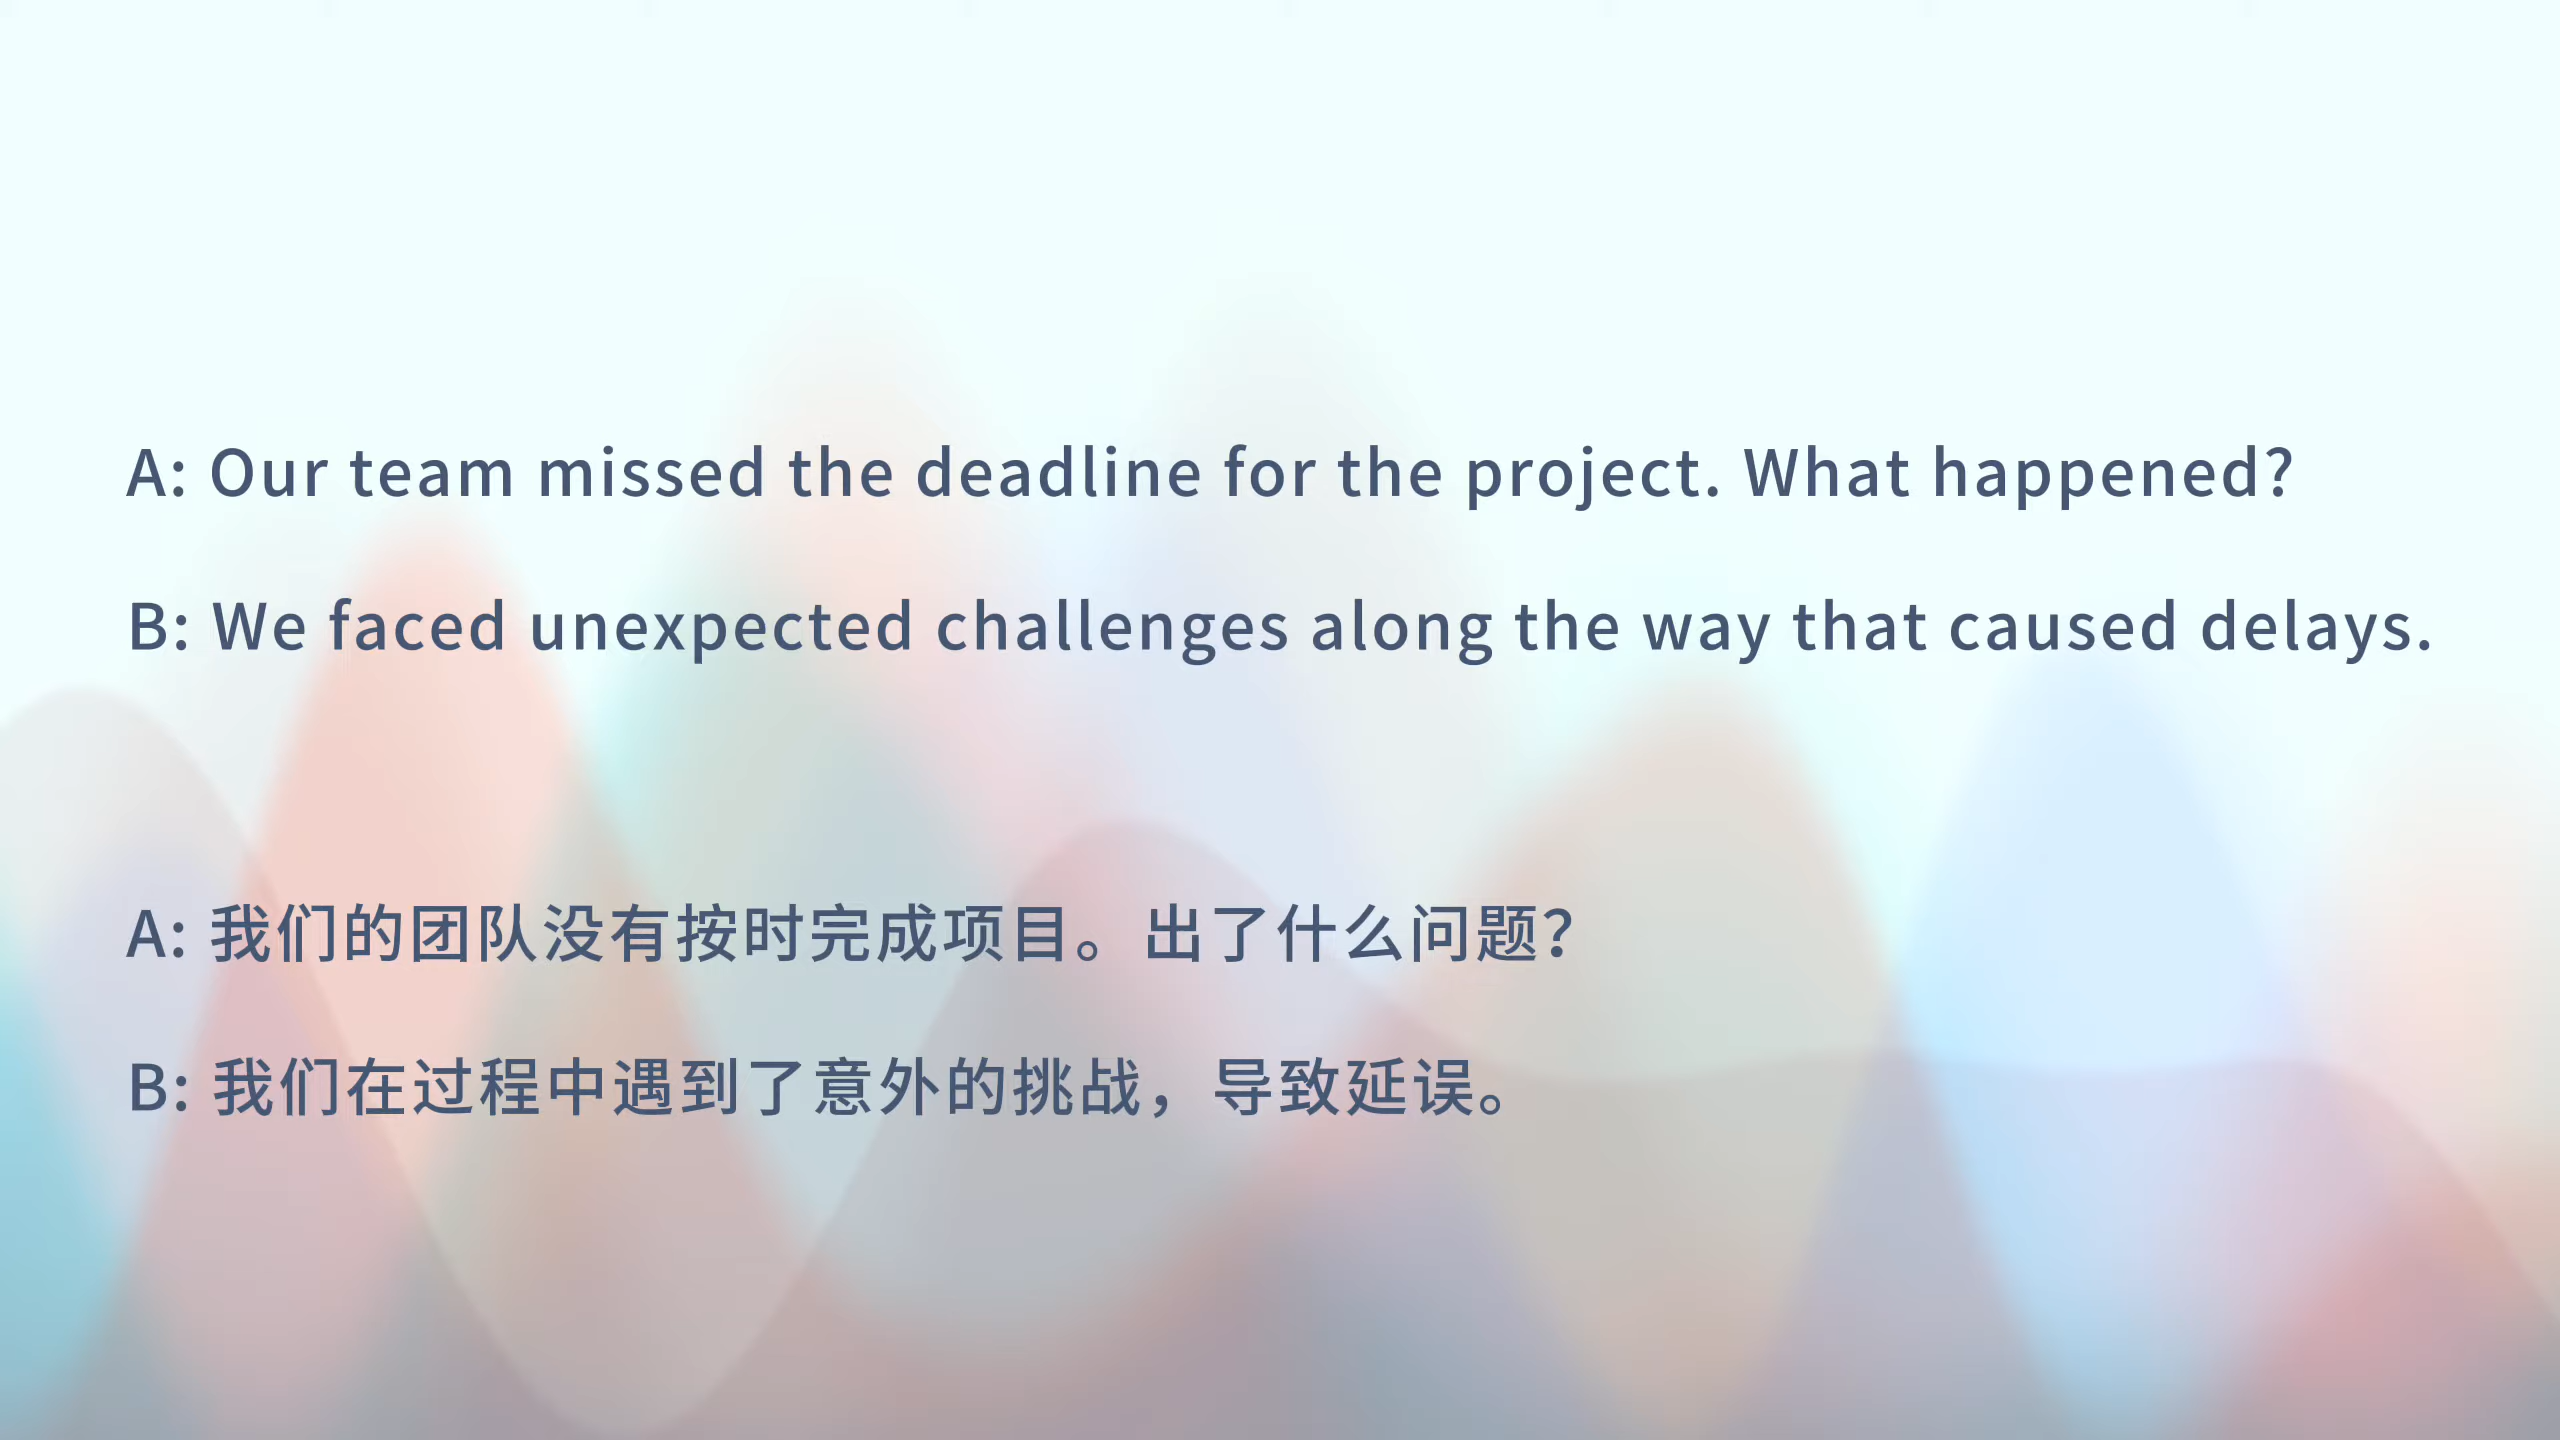 A: Our team missed the deadline for the project. What happened?
B: We faced unexpected challenges along the way that caused delays.
A: 我们的团队没有按时完成项目。出了什么问题？
B: 我们在过程中遇到了意外的挑战，导致延误。